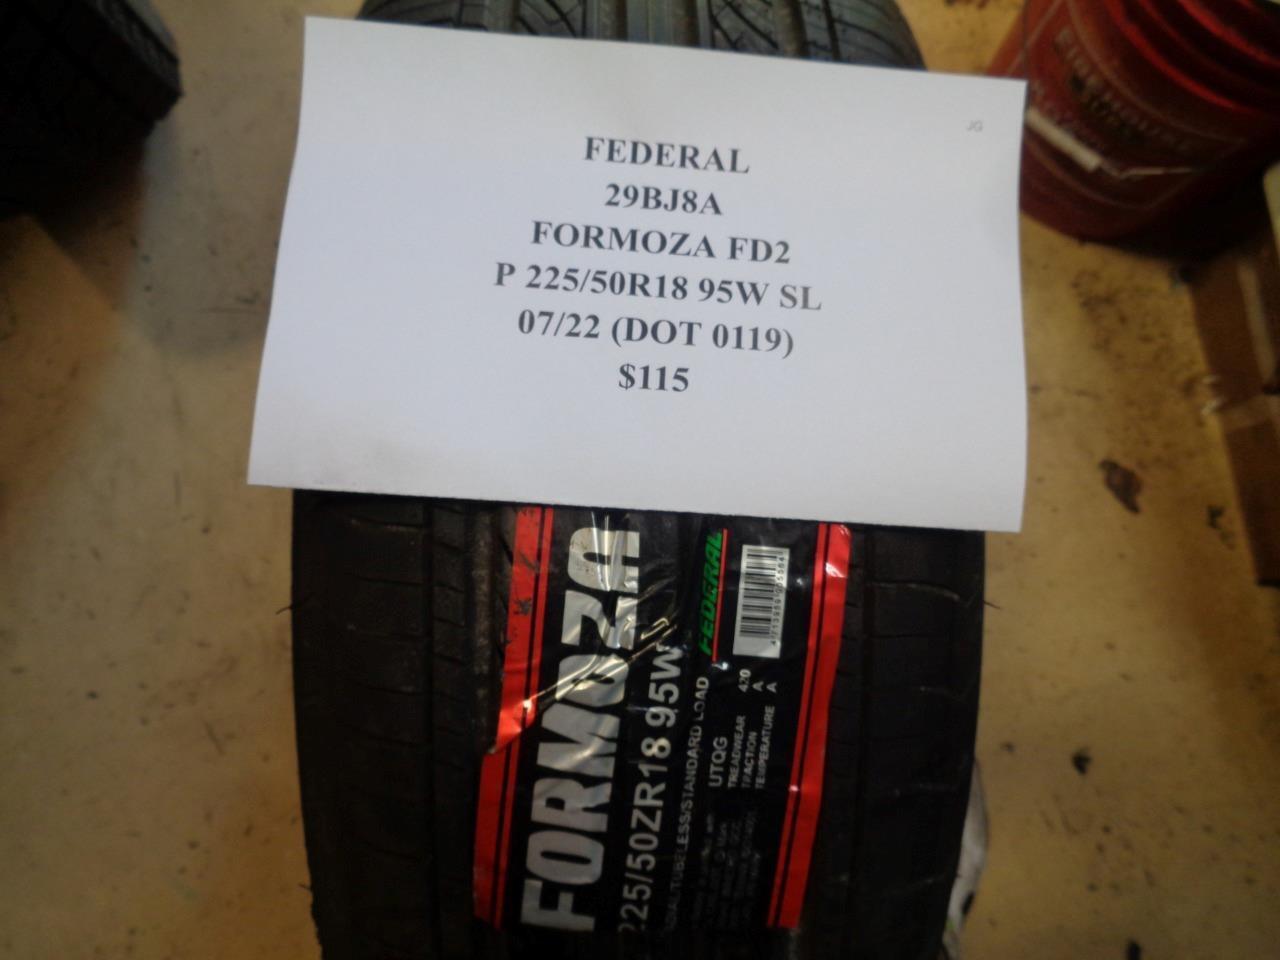 JG
FEDERAL
29BJ8A
FORMOZA FD2
P 225/50R18 95W SL
07/22 (DOT 0119)
$115
FORMOZA
225/50ZR18 95W
RADIAL/TUBELESS/STANDARD LOAD
FEDERAL
UTQG
TREADWEAR 420
TRACTION A
TEMPERATURE A